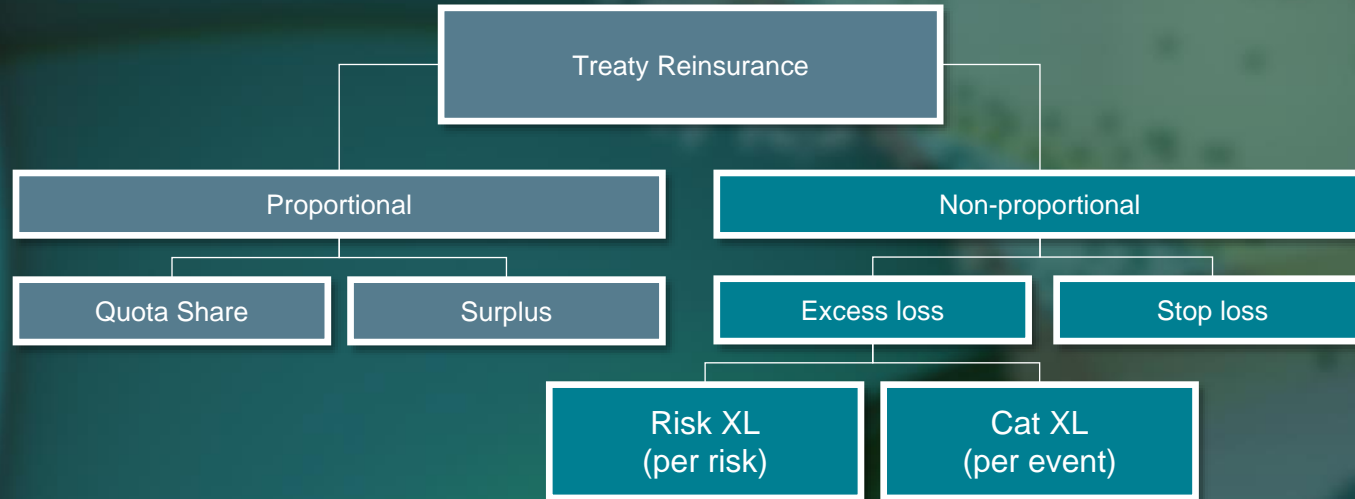 Treaty Reinsurance
Proportional
Non-proportional
Quota Share
Surplus
Excess loss
Stop loss
Risk XL
(per risk)
Cat XL
(per event)